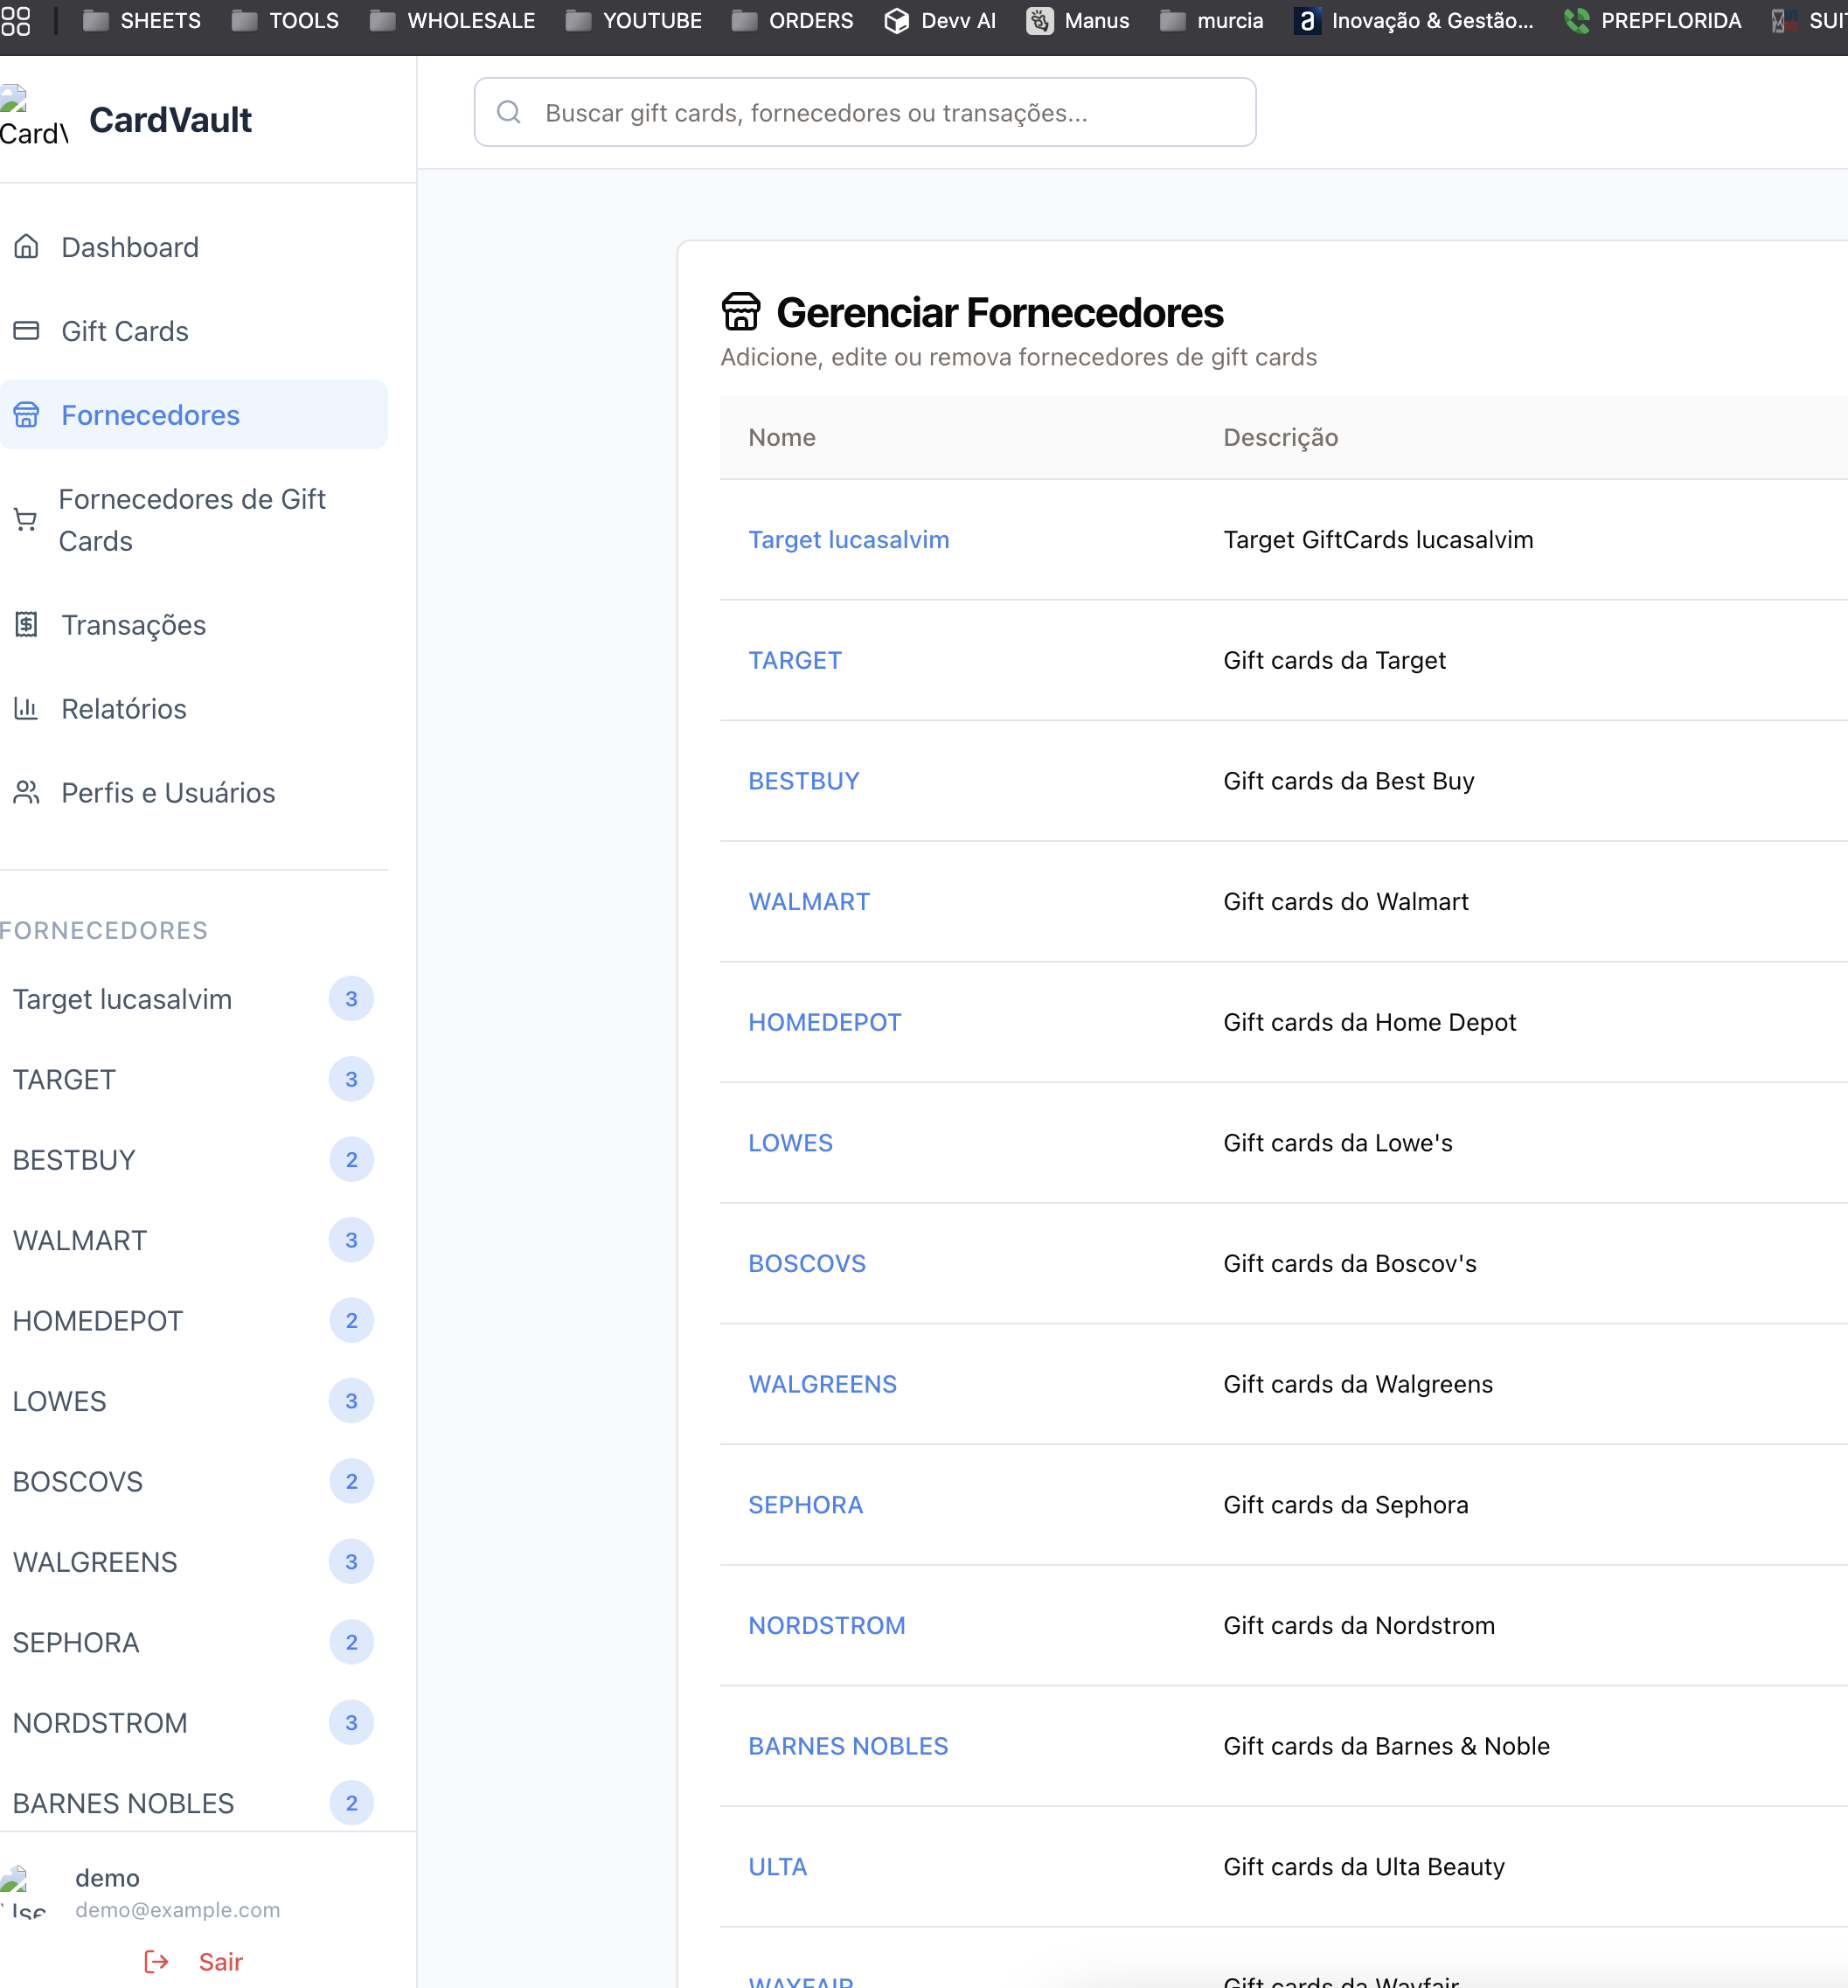 SHEETS TOOLS WHOLESALE YOUTUBE ORDERS Devv AI Manus murcia Inovação & Gestão... PREPFLORIDA
CardVault
Buscar gift cards, fornecedores ou transações...
Dashboard
Gift Cards
Fornecedores
Fornecedores de Gift
Cards
Transações
Relatórios
Perfis e Usuários
FORNECEDORES
Target lucasalvim 3
TARGET 3
BESTBUY 2
WALMART 3
HOMEDEPOT 2
LOWES 3
BOSCOVS 2
WALGREENS 3
SEPHORA 2
NORDSTROM 3
BARNES NOBLES 2
demo
demo@example.com
Sair
Gerenciar Fornecedores
Adicione, edite ou remova fornecedores de gift cards
Nome Descrição
Target lucasalvim Target GiftCards lucasalvim
TARGET Gift cards da Target
BESTBUY Gift cards da Best Buy
WALMART Gift cards do Walmart
HOMEDEPOT Gift cards da Home Depot
LOWES Gift cards da Lowe's
BOSCOVS Gift cards da Boscov's
WALGREENS Gift cards da Walgreens
SEPHORA Gift cards da Sephora
NORDSTROM Gift cards da Nordstrom
BARNES NOBLES Gift cards da Barnes & Noble
ULTA Gift cards da Ulta Beauty
WAYFAIR Gift cards da Wayfair